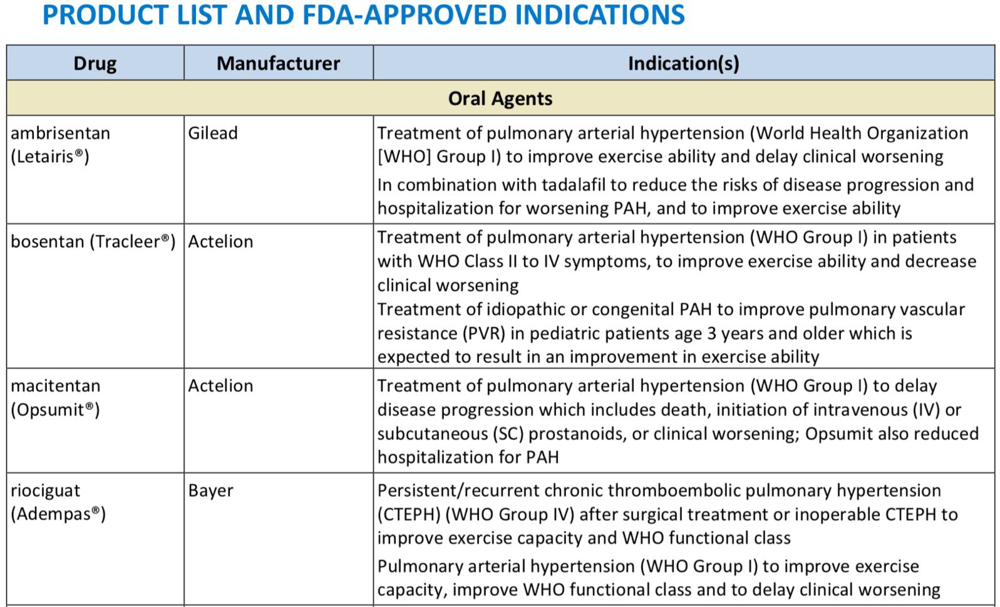 PRODUCT LIST AND FDA-APPROVED INDICATIONS
Drug Manufacturer Indication(s)
Oral Agents
ambrisentan
(Letairis®)
Gilead
Treatment of pulmonary arterial hypertension (World Health Organization
[WHO] Group I) to improve exercise ability and delay clinical worsening
In combination with tadalafil to reduce the risks of disease progression and
hospitalization for worsening PAH, and to improve exercise ability
bosentan (Tracleer®)
Actelion
Treatment of pulmonary arterial hypertension (WHO Group I) in patients
with WHO Class II to IV symptoms, to improve exercise ability and decrease
clinical worsening
Treatment of idiopathic or congenital PAH to improve pulmonary vascular
resistance (PVR) in pediatric patients age 3 years and older which is
expected to result in an improvement in exercise ability
macitentan
(Opsumit®)
Actelion
Treatment of pulmonary arterial hypertension (WHO Group I) to delay
disease progression which includes death, initiation of intravenous (IV) or
subcutaneous (SC) prostanoids, or clinical worsening; Opsumit also reduced
hospitalization for PAH
riociguat
(Adempas®)
Bayer
Persistent/recurrent chronic thromboembolic pulmonary hypertension
(CTEPH) (WHO Group IV) after surgical treatment or inoperable CTEPH to
improve exercise capacity and WHO functional class
Pulmonary arterial hypertension (WHO Group I) to improve exercise
capacity, improve WHO functional class and to delay clinical worsening